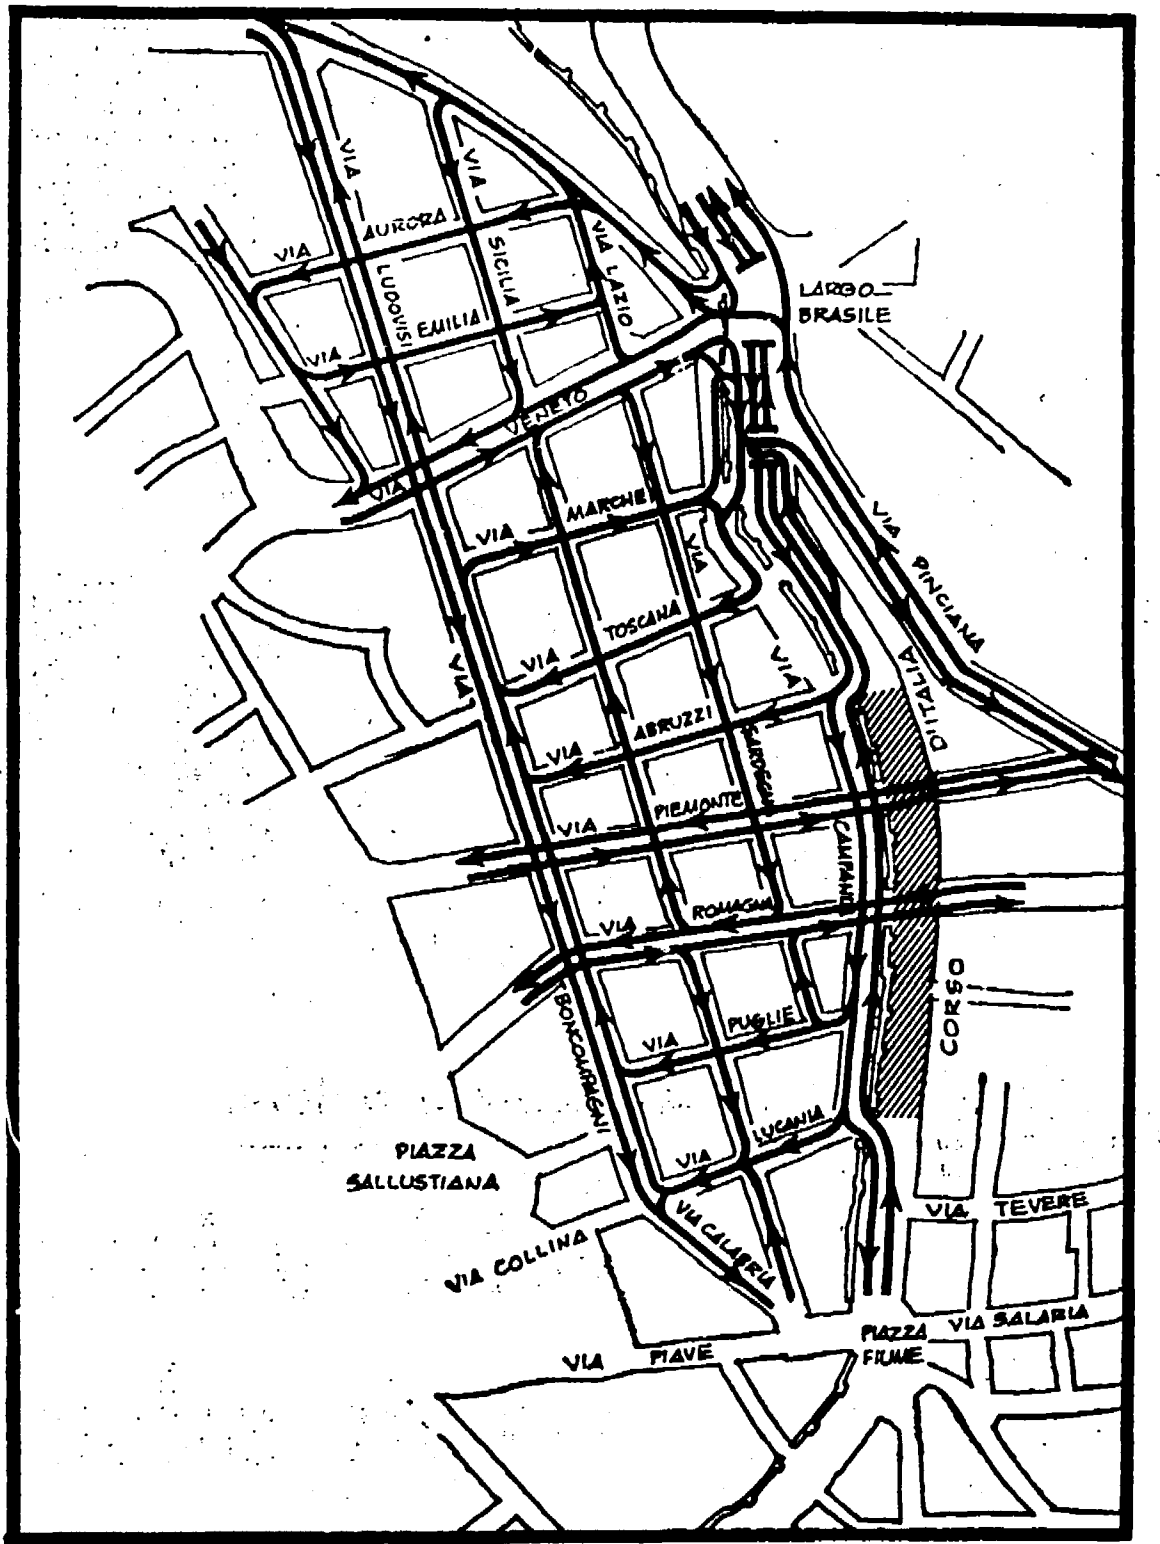 VIA
VIA
AURORA
VIA
VIA LAZIO
SICILIA
LUDOVISI
EMILIA
VIA
LARGO
BRASILE
VENETO
VIA
MARCHE
VIA
VIA
PINCIANA
VIA
TOSCANA
VIA
VIA
VIA
DI ITALIA
ABRUZZI
VIA
SARDEGNA
PIEMONTE
VIA
CAMPANIA
ROMAGNA
VIA
BONCOMPAGNI
CORSO
PUGLIE
VIA
LUCANIA
VIA
PIAZZA
SALLUSTIANA
VIA TEVERE
VIA CALABRIA
VIA COLLINA
VIA SALARIA
PIAZZA
FIUME
VIA PIAVE